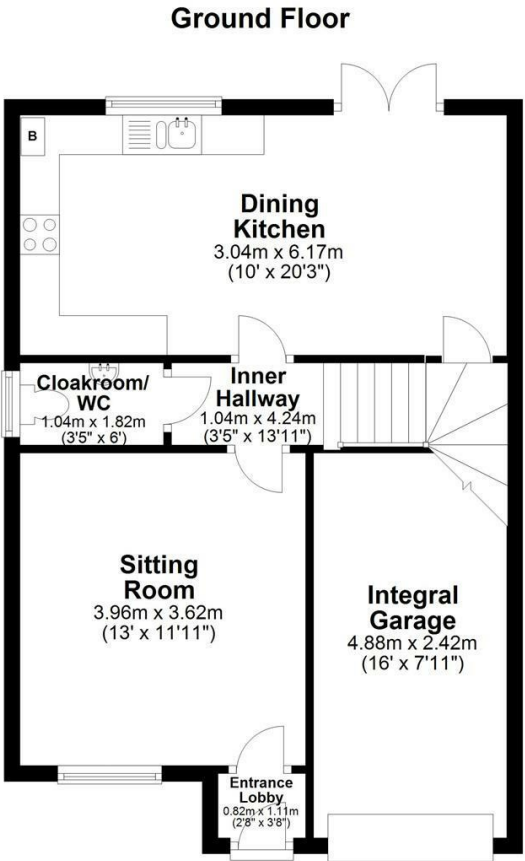 Ground Floor
B
Dining
Kitchen
3.04m x 6.17m
(10' x 20'3")
Cloakroom/
WC
1.04m x 1.82m
(3'5" x 6')
Inner
Hallway
1.04m x 4.24m
(3'5" x 13'11")
Sitting
Room
3.96m x 3.62m
(13' x 11'11")
Integral
Garage
4.88m x 2.42m
(16' x 7'11")
Entrance
Lobby
0.82m x 1.11m
(2'8" x 3'8")